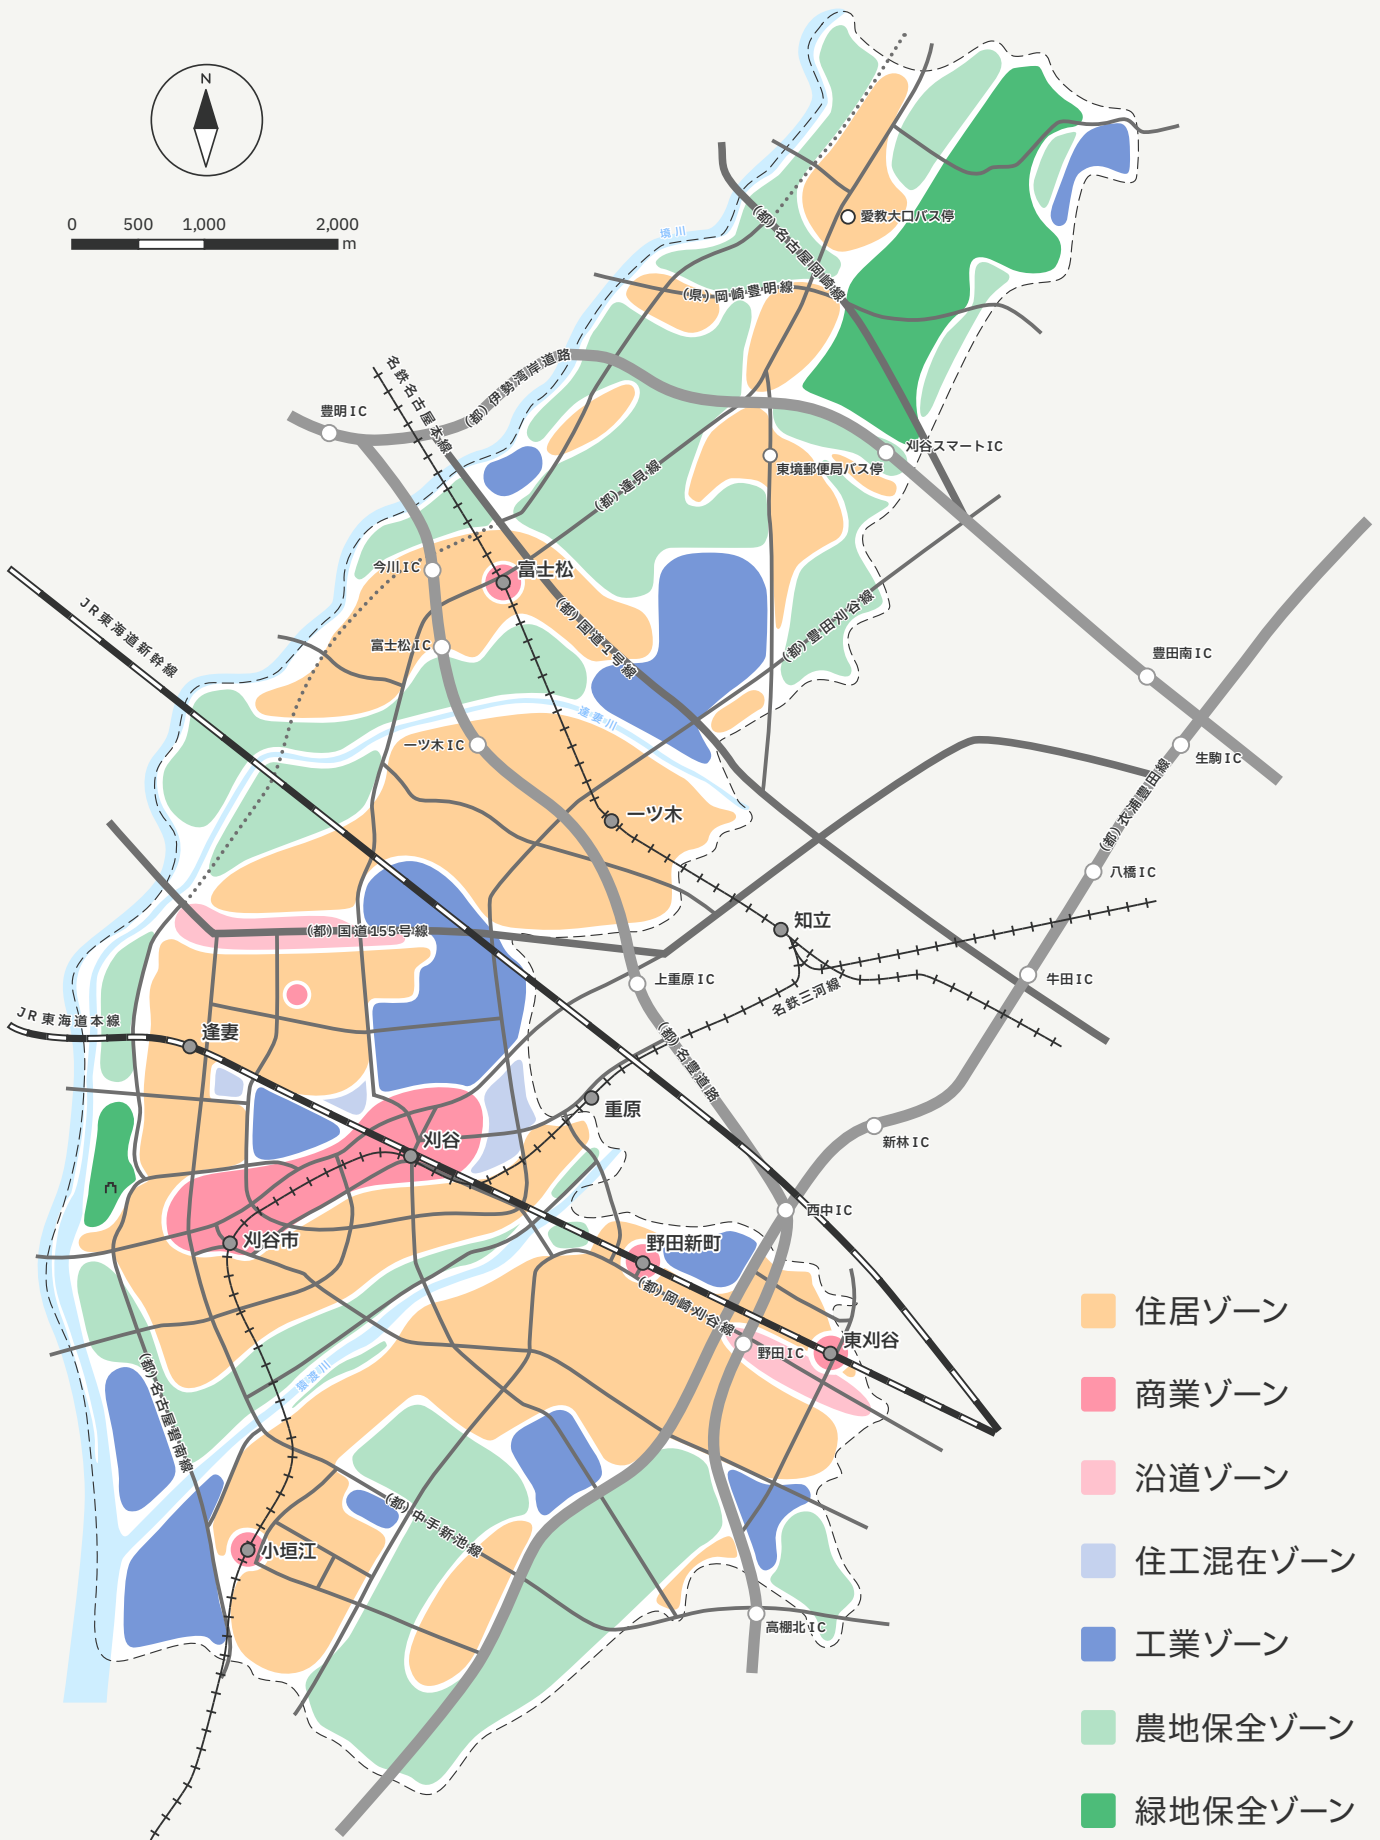 N
0 500 1,000 2,000
m
境川
愛教大口バス停
(都)名古屋岡崎線
(県)岡崎豊明線
名鉄名古屋本線
(都)伊勢湾岸道路
豊明IC
刈谷スマートIC
東境郵便局バス停
(都)逢見線
今川IC
富士松
(都)国道1号線
(都)豊田刈谷線
JR東海道新幹線
富士松IC
豊田南IC
逢妻川
一ツ木IC
生駒IC
一ツ木
(都)衣浦豊田線
八橋IC
知立
(都)国道155号線
上重原IC
名鉄三河線
牛田IC
JR東海道本線
逢妻
(都)名豊道路
重原
刈谷
新林IC
西中IC
刈谷市
野田新町
(都)岡崎刈谷線
東刈谷
野田IC
猿渡川
(都)名古屋碧南線
(都)中手新池線
小垣江
高棚北IC
住居ゾーン
商業ゾーン
沿道ゾーン
住工混在ゾーン
工業ゾーン
農地保全ゾーン
緑地保全ゾーン